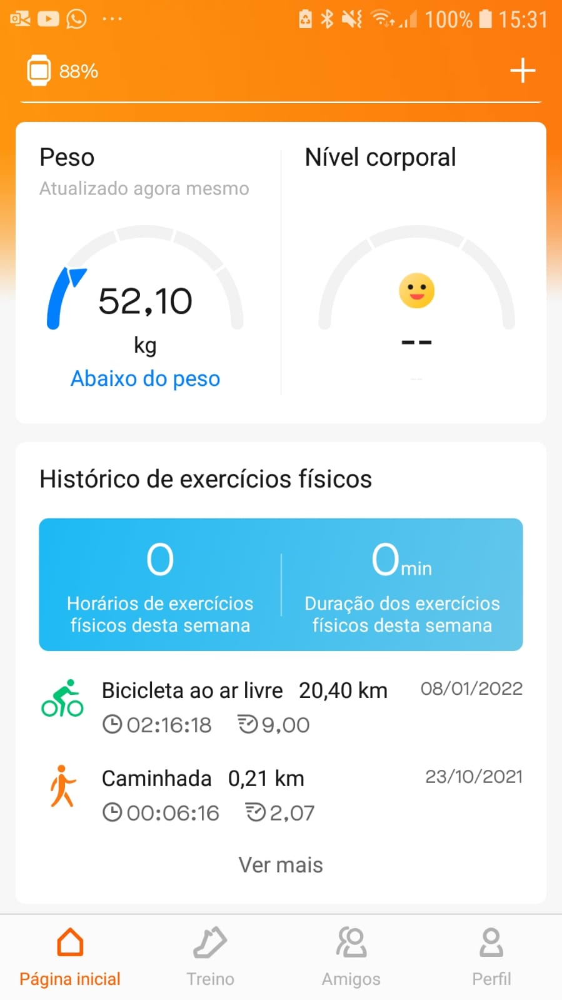 100% 15:31
88%
Peso
Atualizado agora mesmo
52,10
kg
Abaixo do peso
Nível corporal
--
--
Histórico de exercícios físicos
0
Horários de exercícios
físicos desta semana
0min
Duração dos exercícios
físicos desta semana
Bicicleta ao ar livre 20,40 km 08/01/2022
02:16:18 9,00
Caminhada 0,21 km 23/10/2021
00:06:16 2,07
Ver mais
Página inicial Treino Amigos Perfil